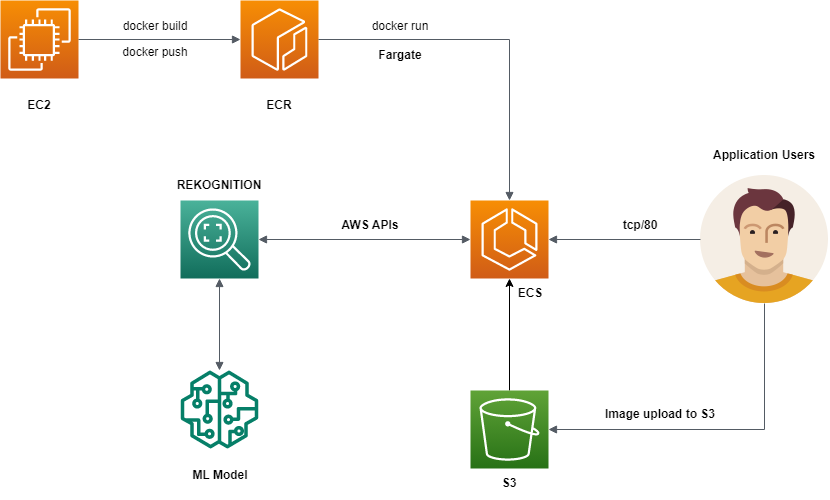 docker build
docker push
docker run
Fargate
EC2
ECR
Application Users
REKOGNITION
AWS APIs
tcp/80
ECS
Image upload to S3
ML Model
S3